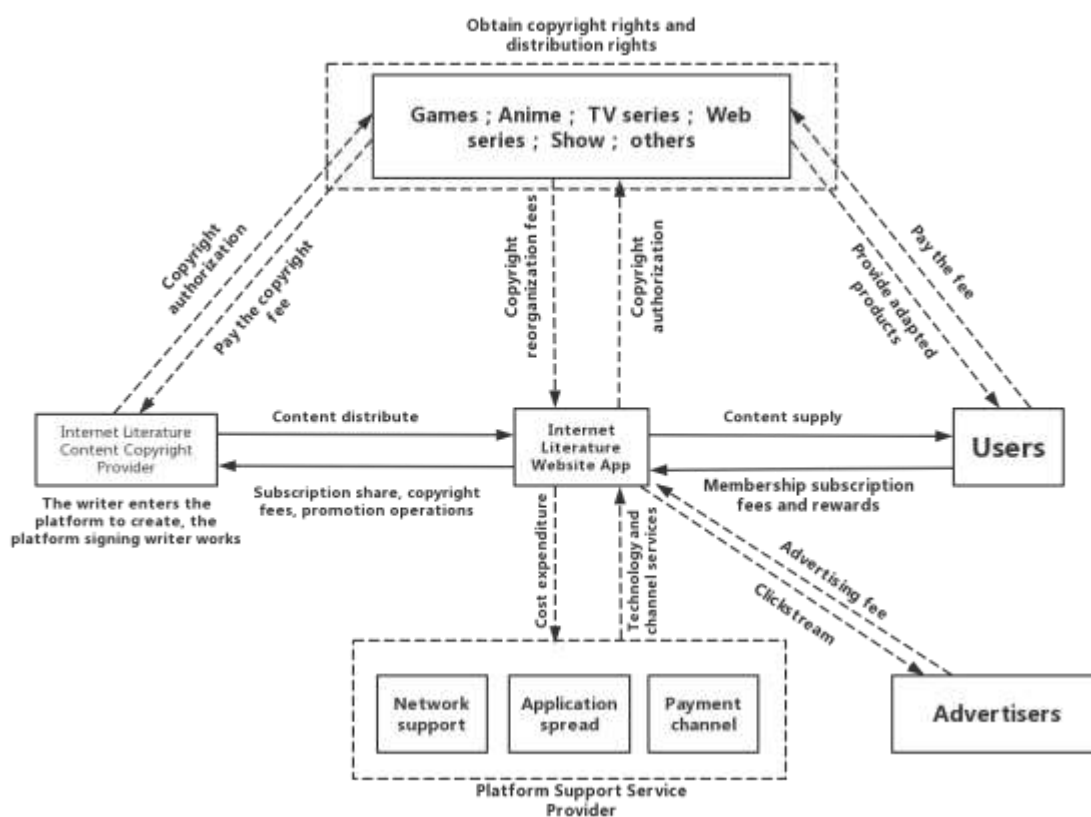 Obtain copyright rights and
distribution rights
Games； Anime； TV series； Web
series； Show； others
Copyright
authorization
Pay the copyright
fee
Copyright
reorganization fees
Copyright
authorization
Pay the fee
Provide adapted
products
Internet Literature
Content Copyright
Provider
The writer enters the
platform to create, the
platform signing writer works
Content distribute
Subscription share, copyright
fees, promotion operations
Internet
Literature
Website App
Content supply
Membership subscription
fees and rewards
Users
Cost expenditure
Technology and
channel services
Advertising fee
Clickstream
Network
support
Application
spread
Payment
channel
Platform Support Service
Provider
Advertisers